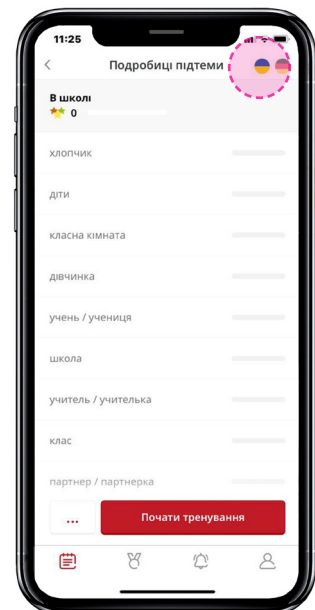 11:25
Подробиці підтеми
В школі
0
хлопчик
діти
класна кімната
дівчинка
учень / учениця
школа
учитель / учителька
клас
партнер / партнерка
...
Почати тренування